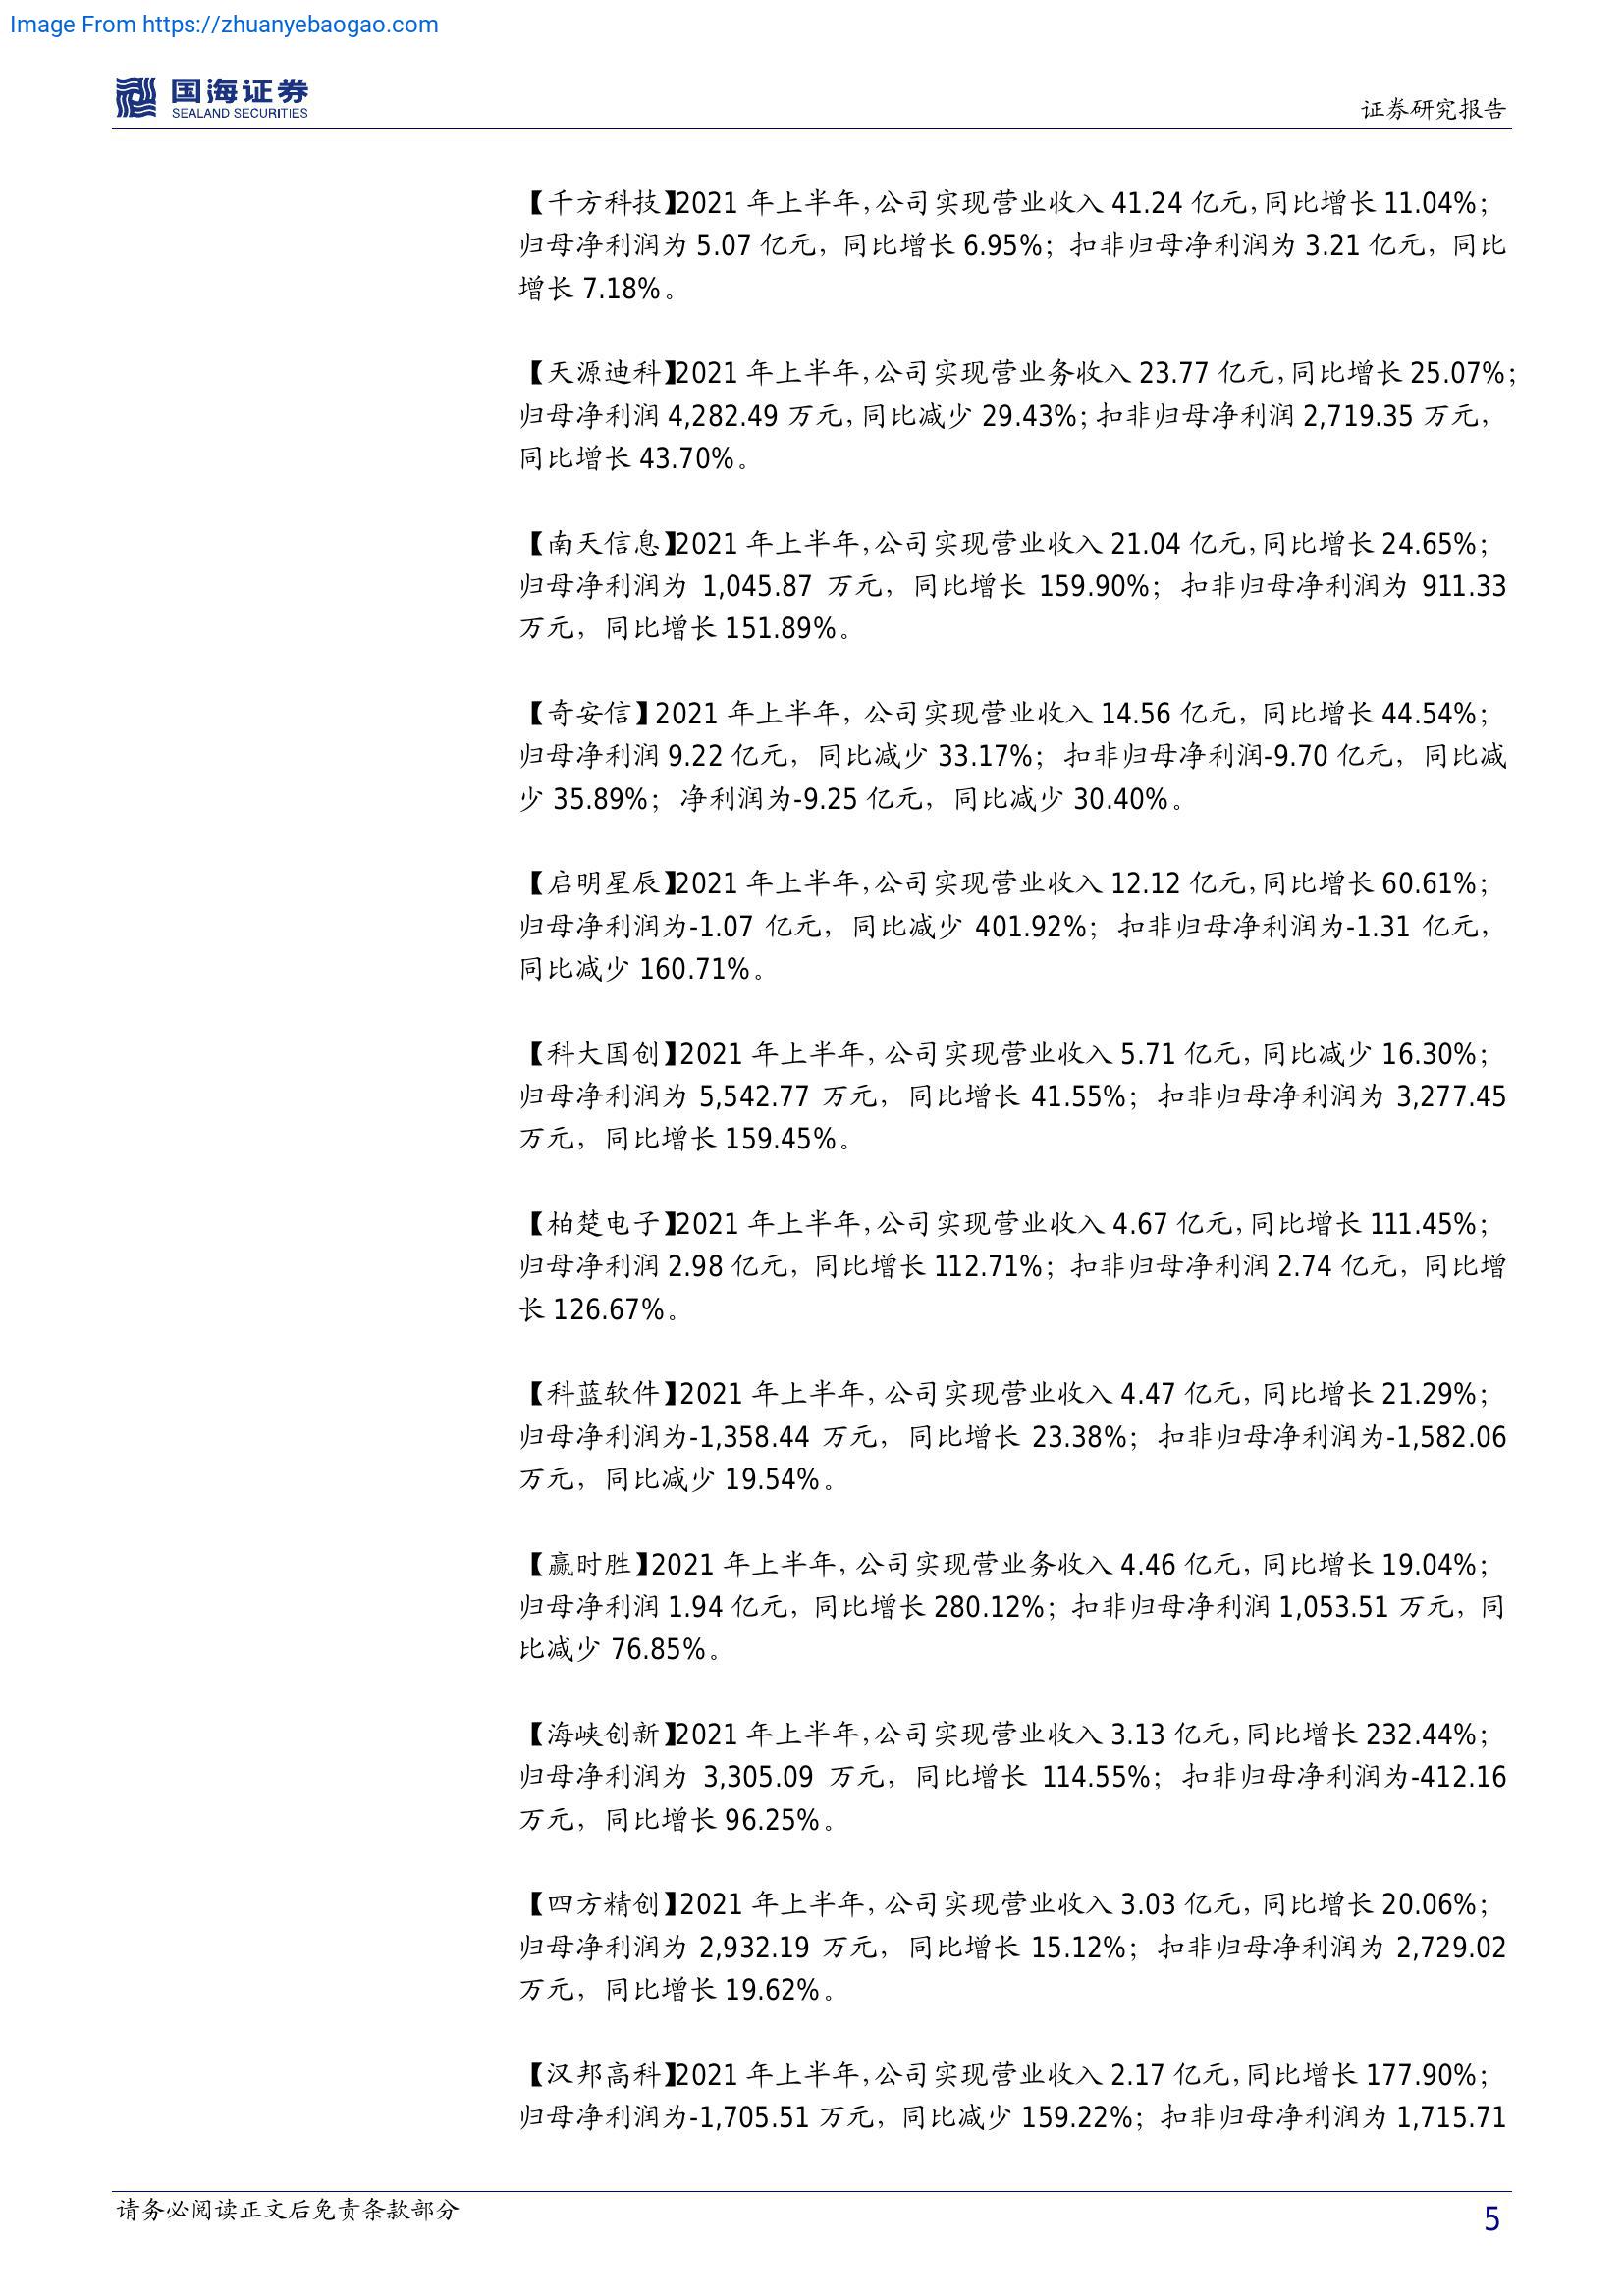 Image From https://zhuanyebaogao.com
国海证券
SEALAND SECURITIES
证券研究报告
【千方科技】2021 年上半年,公司实现营业收入 41.24 亿元,同比增长 11.04%;
归母净利润为 5.07 亿元，同比增长 6.95%；扣非归母净利润为 3.21 亿元，同比
增长 7.18%。
【天源迪科】2021 年上半年,公司实现营业务收入 23.77 亿元,同比增长 25.07%;
归母净利润 4,282.49 万元,同比减少 29.43%;扣非归母净利润 2,719.35 万元，
同比增长 43.70%。
【南天信息】2021 年上半年,公司实现营业收入 21.04 亿元,同比增长 24.65%;
归母净利润为 1,045.87 万元，同比增长 159.90%；扣非归母净利润为 911.33
万元，同比增长 151.89%。
【奇安信】2021 年上半年，公司实现营业收入 14.56 亿元，同比增长 44.54%；
归母净利润 9.22 亿元，同比减少 33.17%；扣非归母净利润-9.70 亿元，同比减
少 35.89%；净利润为-9.25 亿元，同比减少 30.40%。
【启明星辰】2021 年上半年,公司实现营业收入 12.12 亿元,同比增长 60.61%;
归母净利润为-1.07 亿元，同比减少 401.92%；扣非归母净利润为-1.31 亿元，
同比减少 160.71%。
【科大国创】2021 年上半年，公司实现营业收入 5.71 亿元，同比减少 16.30%；
归母净利润为 5,542.77 万元，同比增长 41.55%；扣非归母净利润为 3,277.45
万元，同比增长 159.45%。
【柏楚电子】2021 年上半年,公司实现营业收入 4.67 亿元,同比增长 111.45%;
归母净利润 2.98 亿元，同比增长 112.71%；扣非归母净利润 2.74 亿元，同比增
长 126.67%。
【科蓝软件】2021 年上半年，公司实现营业收入 4.47 亿元，同比增长 21.29%；
归母净利润为-1,358.44 万元，同比增长 23.38%；扣非归母净利润为-1,582.06
万元，同比减少 19.54%。
【赢时胜】2021 年上半年，公司实现营业务收入 4.46 亿元，同比增长 19.04%；
归母净利润 1.94 亿元，同比增长 280.12%；扣非归母净利润 1,053.51 万元，同
比减少 76.85%。
【海峡创新】2021 年上半年,公司实现营业收入 3.13 亿元,同比增长 232.44%;
归母净利润为 3,305.09 万元，同比增长 114.55%；扣非归母净利润为-412.16
万元，同比增长 96.25%。
【四方精创】2021 年上半年，公司实现营业收入 3.03 亿元，同比增长 20.06%；
归母净利润为 2,932.19 万元，同比增长 15.12%；扣非归母净利润为 2,729.02
万元，同比增长 19.62%。
【汉邦高科】2021 年上半年,公司实现营业收入 2.17 亿元,同比增长 177.90%;
归母净利润为-1,705.51 万元，同比减少 159.22%；扣非归母净利润为 1,715.71
请务必阅读正文后免责条款部分
5